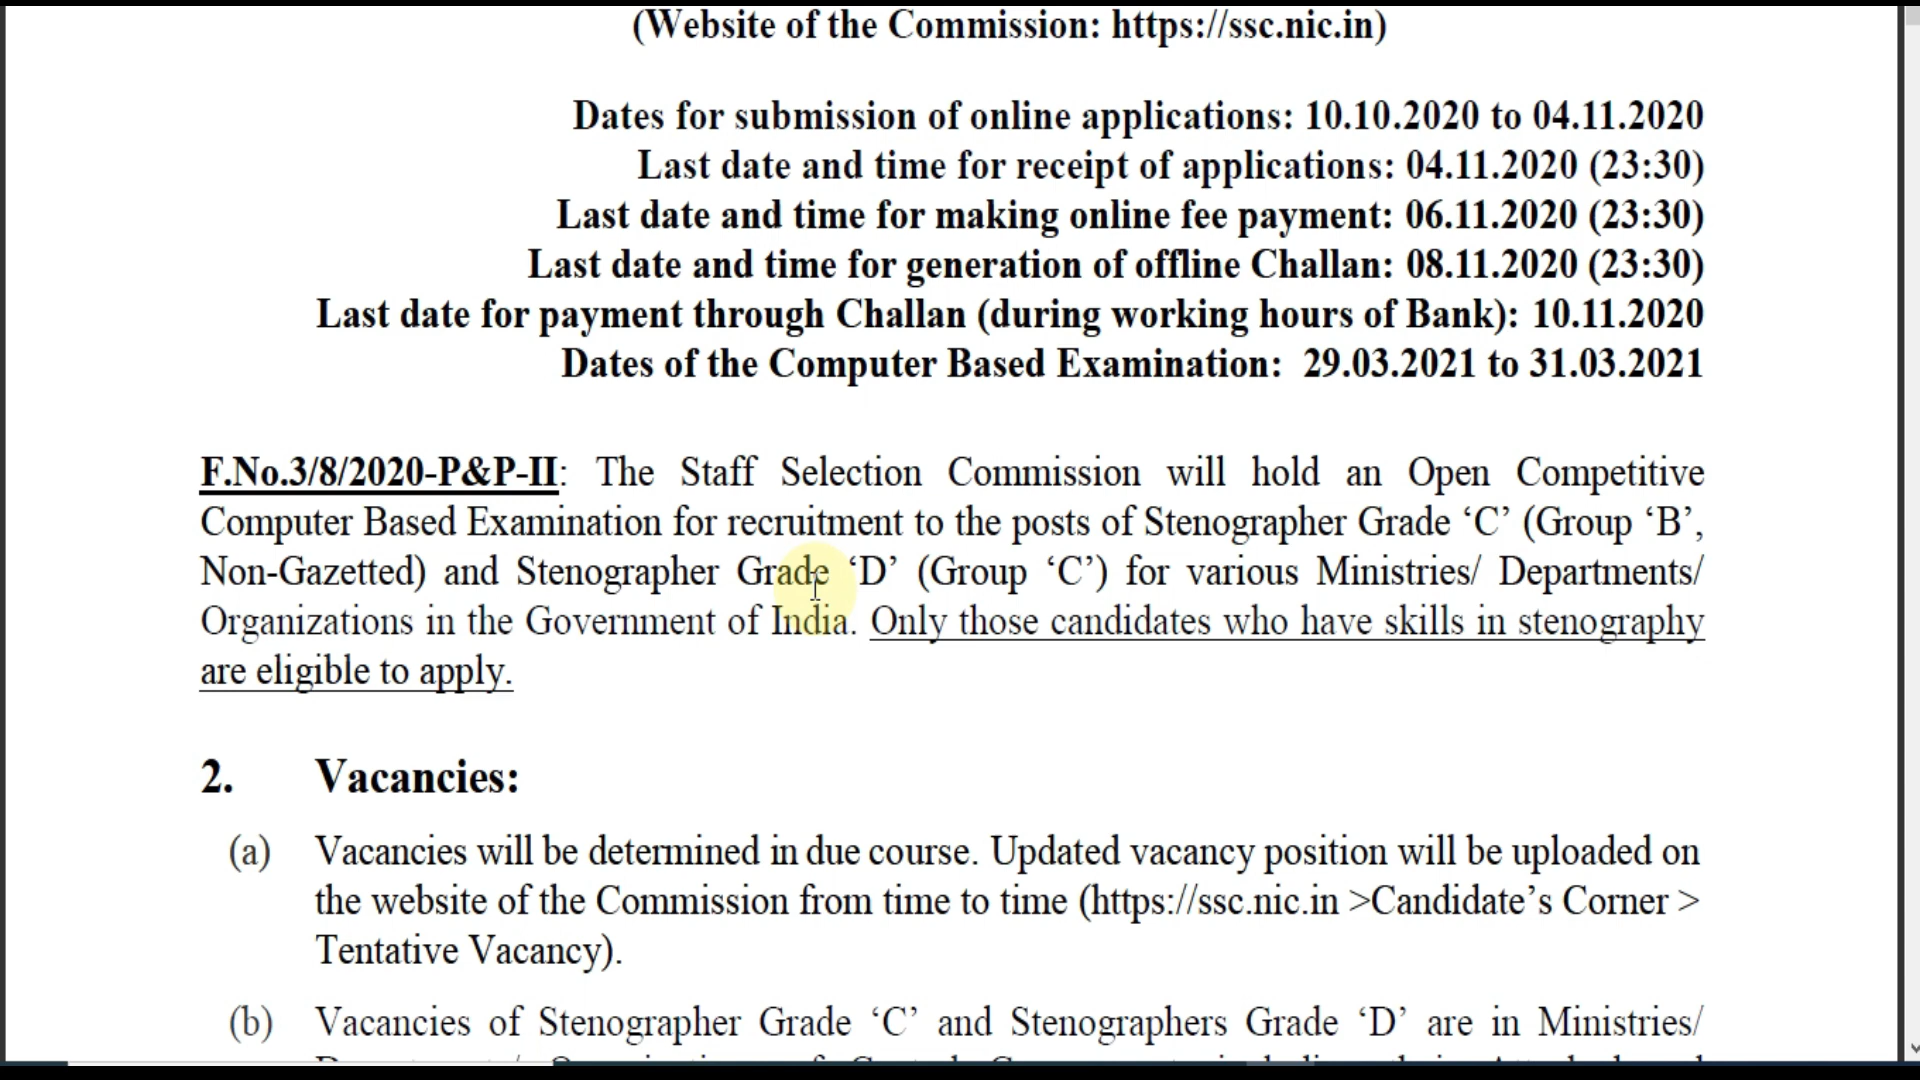 (Website of the Commission: https://ssc.nic.in)
Dates for submission of online applications: 10.10.2020 to 04.11.2020
Last date and time for receipt of applications: 04.11.2020 (23:30)
Last date and time for making online fee payment: 06.11.2020 (23:30)
Last date and time for generation of offline Challan: 08.11.2020 (23:30)
Last date for payment through Challan (during working hours of Bank): 10.11.2020
Dates of the Computer Based Examination: 29.03.2021 to 31.03.2021
F.No.3/8/2020-P&P-II: The Staff Selection Commission will hold an Open Competitive
Computer Based Examination for recruitment to the posts of Stenographer Grade ‘C’ (Group ‘B’,
Non-Gazetted) and Stenographer Grade ‘D’ (Group ‘C’) for various Ministries/ Departments/
Organizations in the Government of India. Only those candidates who have skills in stenography
are eligible to apply.
2. Vacancies:
(a) Vacancies will be determined in due course. Updated vacancy position will be uploaded on
the website of the Commission from time to time (https://ssc.nic.in >Candidate’s Corner >
Tentative Vacancy).
(b) Vacancies of Stenographer Grade ‘C’ and Stenographers Grade ‘D’ are in Ministries/